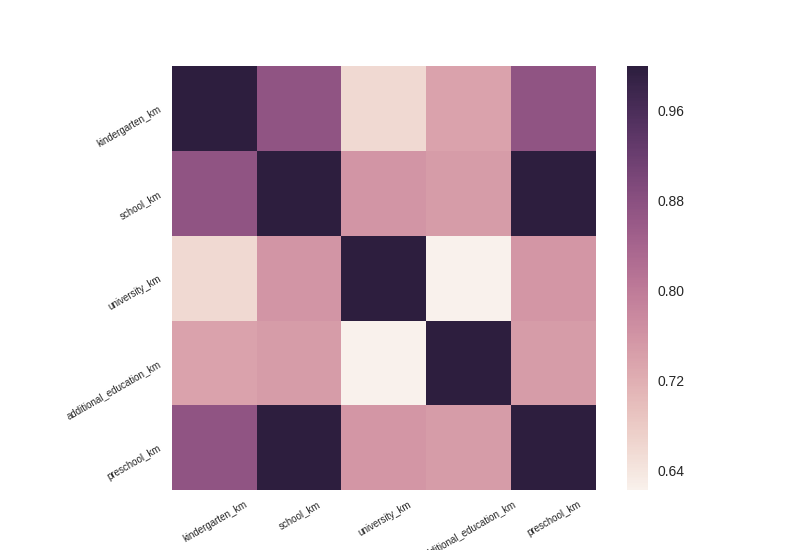 kindergarten_km
school_km
university_km
additional_education_km
preschool_km
kindergarten_km
school_km
university_km
ditional_education_km
preschool_km
0.96
0.88
0.80
0.72
0.64